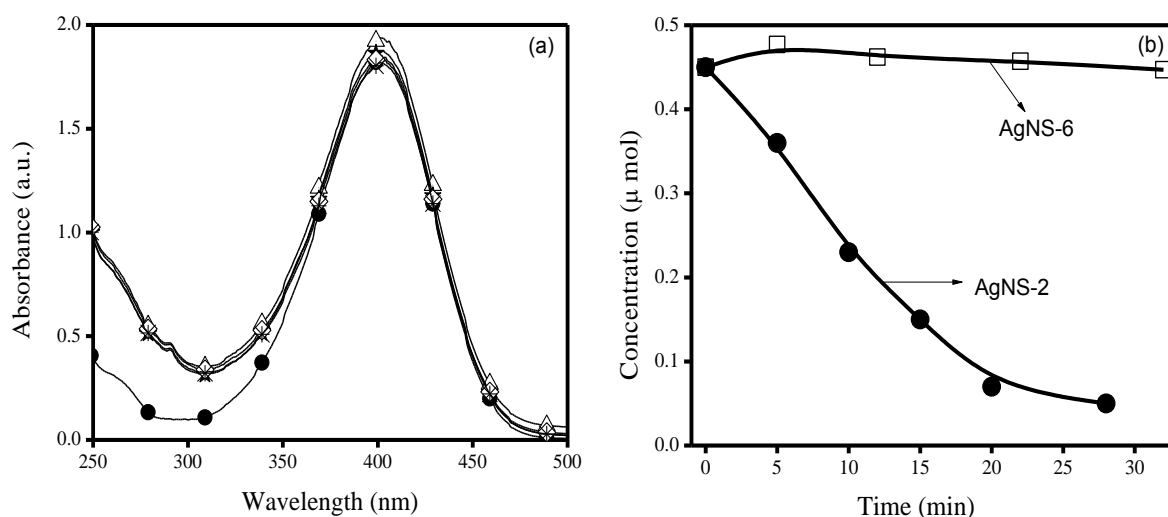 (a)
Absorbance (a.u.)
2.0
1.5
1.0
0.5
0.0
250 300 350 400 450 500
Wavelength (nm)
(b)
Concentration (μ mol)
0.5
0.4
0.3
0.2
0.1
0.0
AgNS-6
AgNS-2
0 5 10 15 20 25 30
Time (min)